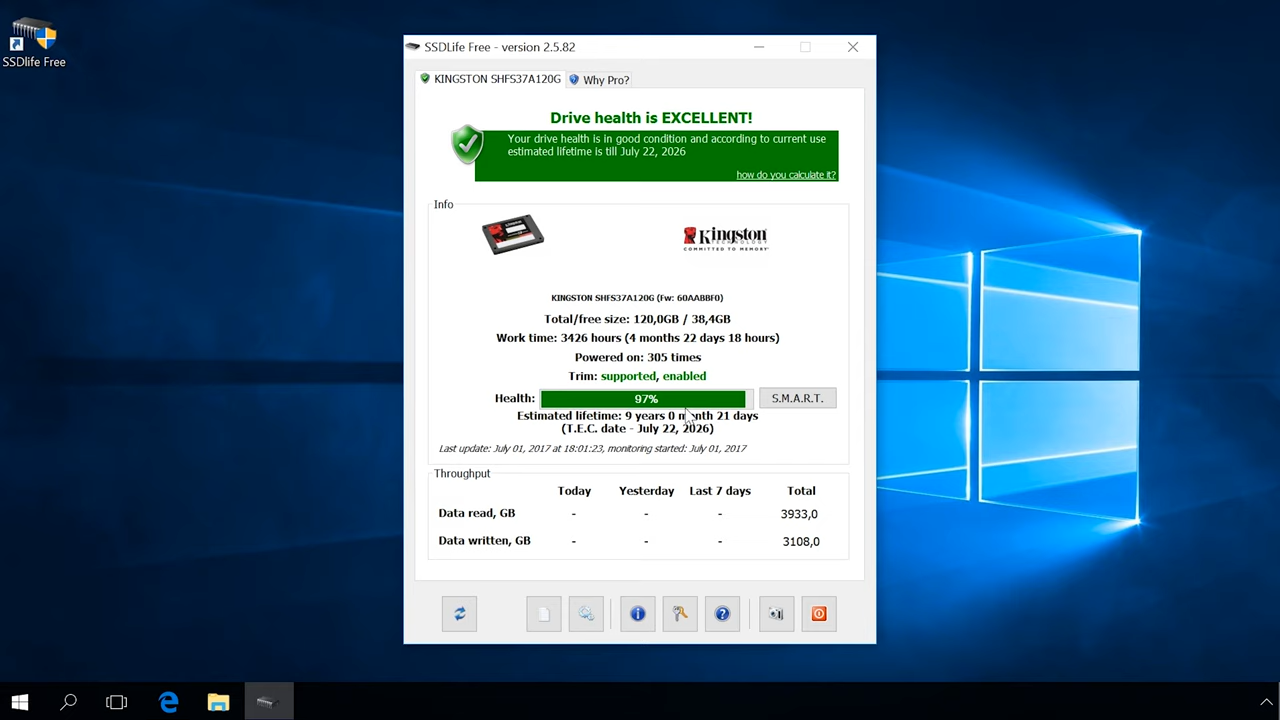 SSDlife Free
SSDLife Free - version 2.5.82
KINGSTON SHFS37A120G
Why Pro?
Drive health is EXCELLENT!
Your drive health is in good condition and according to current use
estimated lifetime is till July 22, 2026
how do you calculate it?
Info
Kingston
TECHNOLOGY
COMMITTED TO MEMORY
KINGSTON SHFS37A120G (Fw: 60AABBF0)
Total/free size: 120,0GB / 38,4GB
Work time: 3426 hours (4 months 22 days 18 hours)
Powered on: 305 times
Trim: supported, enabled
Health: 97% S.M.A.R.T.
Estimated lifetime: 9 years 0 month 21 days
(T.E.C. date - July 22, 2026)
Last update: July 01, 2017 at 18:01:23, monitoring started: July 01, 2017
Throughput
Today Yesterday Last 7 days Total
Data read, GB - - - 3933,0
Data written, GB - - - 3108,0